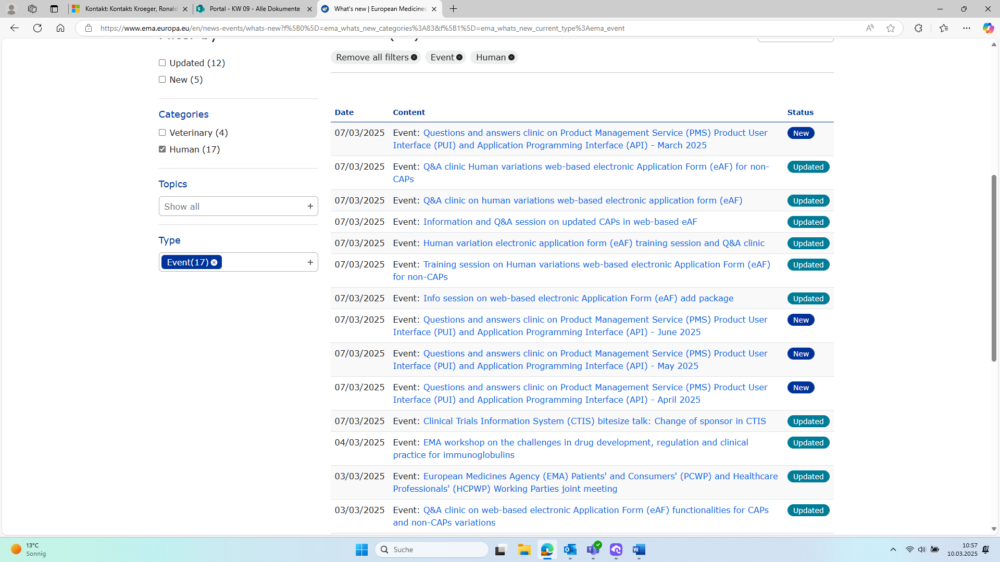 Kontakt: Kontakt: Kroeger, Ronald
Portal - KW 09 - Alle Dokumente
What's new | European Medicines
https://www.ema.europa.eu/en/news-events/whats-new?f%5B0%5D=ema_whats_new_categories%3A83&f%5B1%5D=ema_whats_new_current_type%3Aema_event
Remove all filters Event Human
Updated (12)
New (5)
Categories
Veterinary (4)
Human (17)
Topics
Show all
Type
Event(17)
Date Content Status
07/03/2025 Event: Questions and answers clinic on Product Management Service (PMS) Product User New
Interface (PUI) and Application Programming Interface (API) - March 2025
07/03/2025 Event: Q&A clinic Human variations web-based electronic Application Form (eAF) for non- Updated
CAPs
07/03/2025 Event: Q&A clinic on human variations web-based electronic application form (eAF) Updated
07/03/2025 Event: Information and Q&A session on updated CAPs in web-based eAF Updated
07/03/2025 Event: Human variation electronic application form (eAF) training session and Q&A clinic Updated
07/03/2025 Event: Training session on Human variations web-based electronic Application Form (eAF) Updated
for non-CAPs
07/03/2025 Event: Info session on web-based electronic Application Form (eAF) add package Updated
07/03/2025 Event: Questions and answers clinic on Product Management Service (PMS) Product User New
Interface (PUI) and Application Programming Interface (API) - June 2025
07/03/2025 Event: Questions and answers clinic on Product Management Service (PMS) Product User New
Interface (PUI) and Application Programming Interface (API) - May 2025
07/03/2025 Event: Questions and answers clinic on Product Management Service (PMS) Product User New
Interface (PUI) and Application Programming Interface (API) - April 2025
07/03/2025 Event: Clinical Trials Information System (CTIS) bitesize talk: Change of sponsor in CTIS Updated
04/03/2025 Event: EMA workshop on the challenges in drug development, regulation and clinical Updated
practice for immunoglobulins
03/03/2025 Event: European Medicines Agency (EMA) Patients' and Consumers' (PCWP) and Healthcare Updated
Professionals' (HCPWP) Working Parties joint meeting
03/03/2025 Event: Q&A clinic on web-based electronic Application Form (eAF) functionalities for CAPs Updated
and non-CAPs variations
13°C
Sonnig
Suche
10:57
10.03.2025